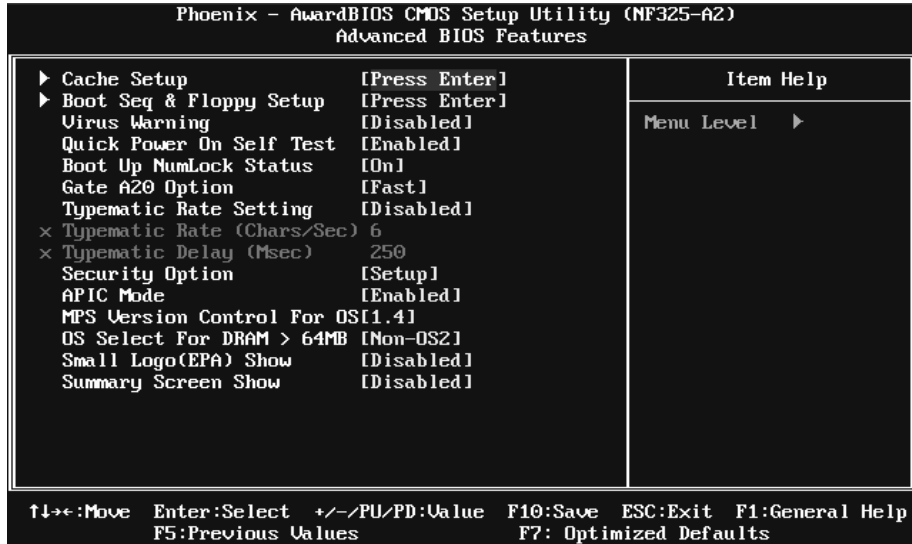 Phoenix - AwardBIOS CMOS Setup Utility (NF325-A2)
Advanced BIOS Features
▶ Cache Setup [Press Enter]
▶ Boot Seq & Floppy Setup [Press Enter]
Virus Warning [Disabled]
Quick Power On Self Test [Enabled]
Boot Up NumLock Status [On]
Gate A20 Option [Fast]
Typematic Rate Setting [Disabled]
x Typematic Rate (Chars/Sec) 6
x Typematic Delay (Msec) 250
Security Option [Setup]
APIC Mode [Enabled]
MPS Version Control For OS[1.4]
OS Select For DRAM > 64MB [Non-OS2]
Small Logo(EPA) Show [Disabled]
Summary Screen Show [Disabled]
Item Help
Menu Level ▶
↑↓→←:Move Enter:Select +/-/PU/PD:Value F10:Save ESC:Exit F1:General Help
F5:Previous Values F7: Optimized Defaults